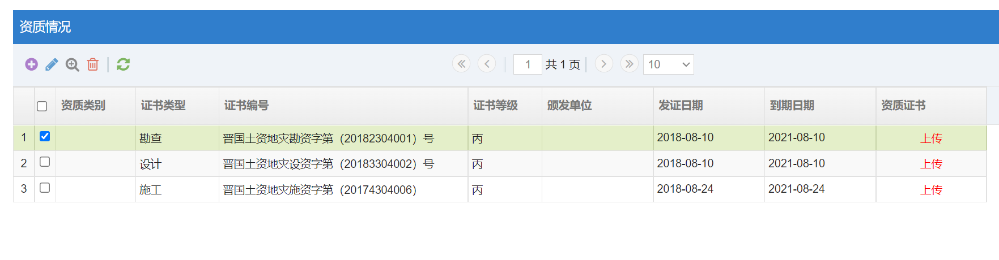 资质情况
1 共 1 页 10
资质类别 证书类型 证书编号 证书等级 颁发单位 发证日期 到期日期 资质证书
1 勘查 晋国土资地灾勘资字第（20182304001）号 丙 2018-08-10 2021-08-10 上传
2 设计 晋国土资地灾设资字第（20183304002）号 丙 2018-08-10 2021-08-10 上传
3 施工 晋国土资地灾施资字第（20174304006） 丙 2018-08-24 2021-08-24 上传